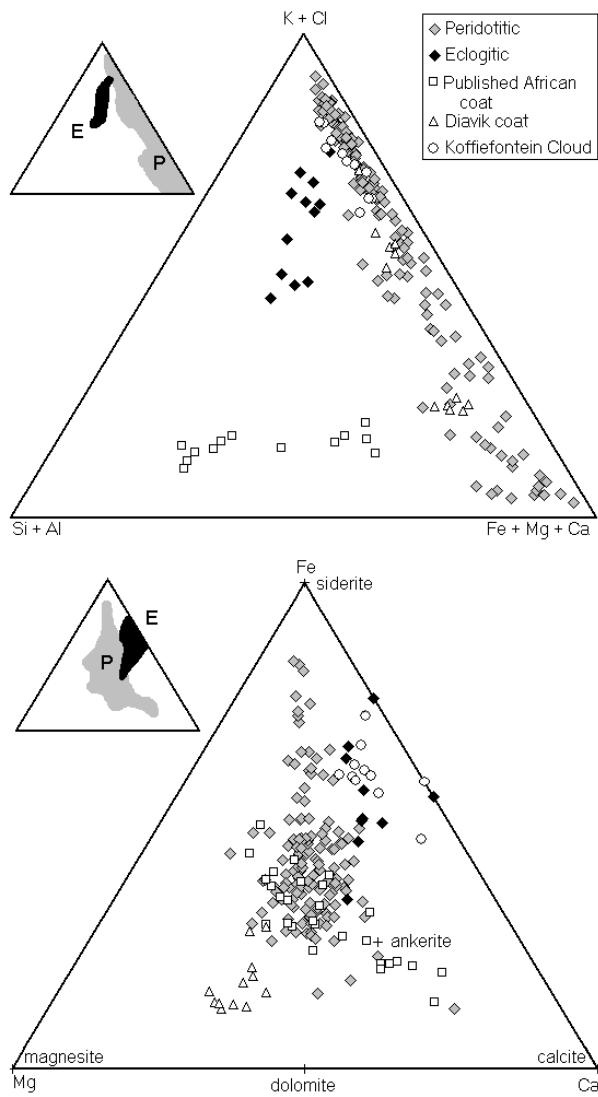 K + Cl
Peridotitic
Eclogitic
Published African
coat
Diavik coat
Koffiefontein Cloud
E
P
Si + Al
Fe + Mg + Ca
Fe
siderite
E
P
+ ankerite
magnesite
calcite
Mg
dolomite
Ca